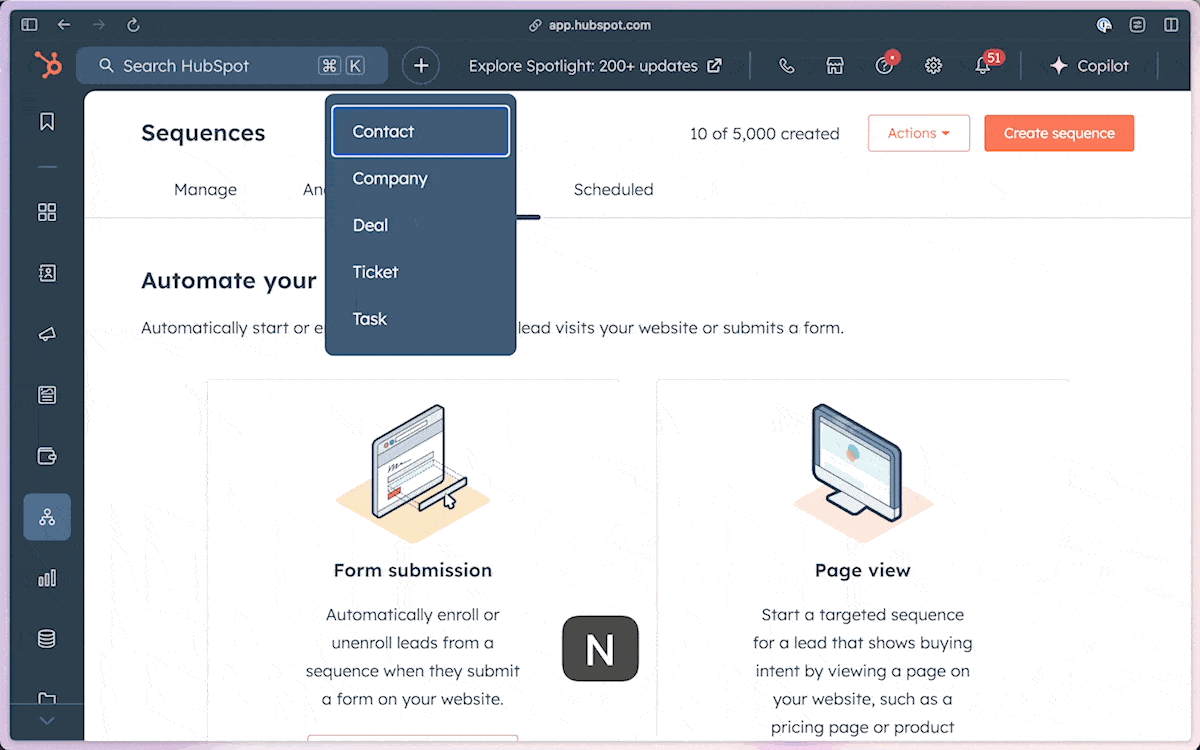 app.hubspot.com
Search HubSpot ⌘ K
Explore Spotlight: 200+ updates
51
Copilot
Sequences
10 of 5,000 created
Actions
Create sequence
Contact
Company
Deal
Ticket
Task
Manage
An
Scheduled
Automate your
Automatically start or e
lead visits your website or submits a form.
Form submission
Automatically enroll or
unenroll leads from a
sequence when they submit
a form on your website.
N
Page view
Start a targeted sequence
for a lead that shows buying
intent by viewing a page on
your website, such as a
pricing page or product